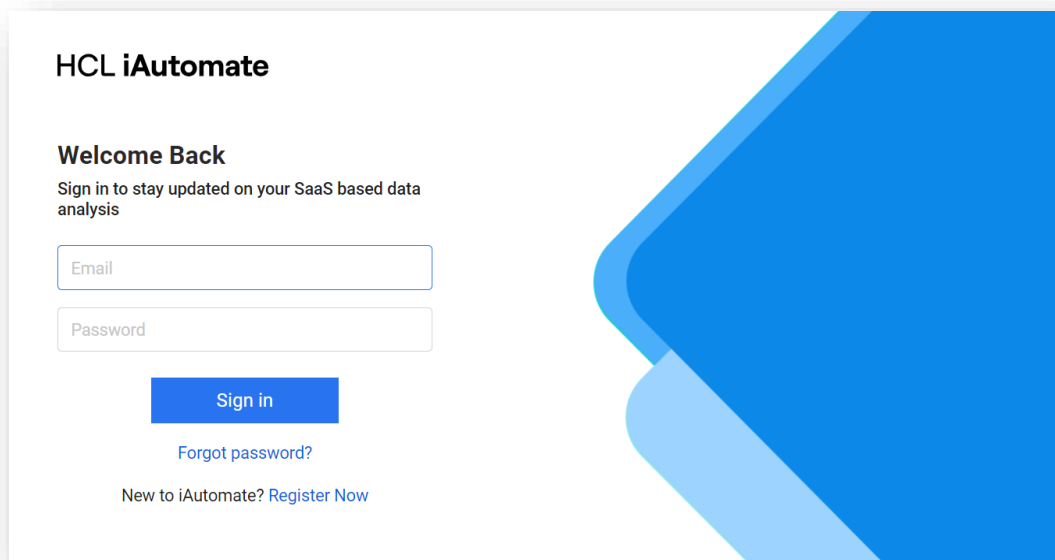 HCL iAutomate
Welcome Back
Sign in to stay updated on your SaaS based data
analysis
Email
Password
Sign in
Forgot password?
New to iAutomate? Register Now